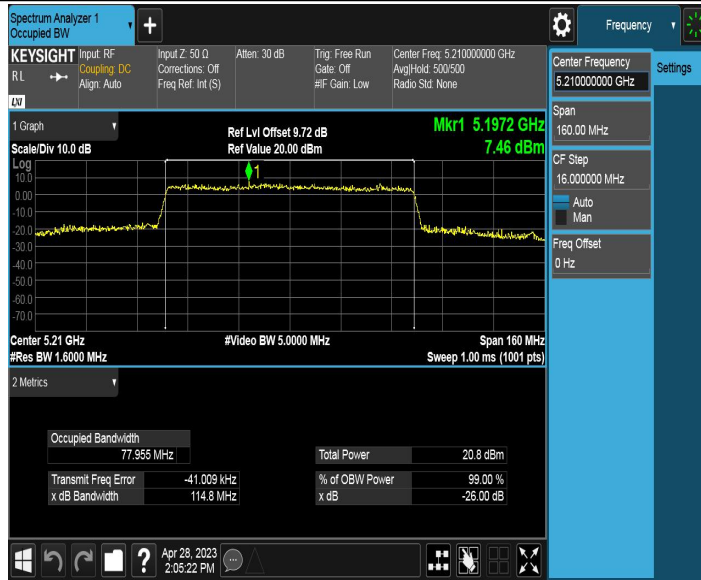 Spectrum Analyzer 1
Occupied BW
+
Frequency
KEYSIGHT
RL
LXI
Input: RF
Coupling: DC
Align: Auto
Input Z: 50 Ω
Corrections: Off
Freq Ref: Int (S)
Atten: 30 dB
Trig: Free Run
Gate: Off
#IF Gain: Low
Center Freq: 5.210000000 GHz
Avg|Hold: 500/500
Radio Std: None
Center Frequency
5.210000000 GHz
Settings
Span
160.00 MHz
CF Step
16.000000 MHz
Auto
Man
Freq Offset
0 Hz
1 Graph
Scale/Div 10.0 dB
Ref Lvl Offset 9.72 dB
Ref Value 20.00 dBm
Mkr1 5.1972 GHz
7.46 dBm
Log
1
10.0
0.00
-10.0
-20.0
-30.0
-40.0
-50.0
-60.0
-70.0
Center 5.21 GHz
#Video BW 5.0000 MHz
Span 160 MHz
#Res BW 1.6000 MHz
Sweep 1.00 ms (1001 pts)
2 Metrics
Occupied Bandwidth
77.955 MHz
Total Power 20.8 dBm
Transmit Freq Error -41.009 kHz
% of OBW Power 99.00 %
x dB Bandwidth 114.8 MHz
x dB -26.00 dB
?
Apr 28, 2023
2:05:22 PM